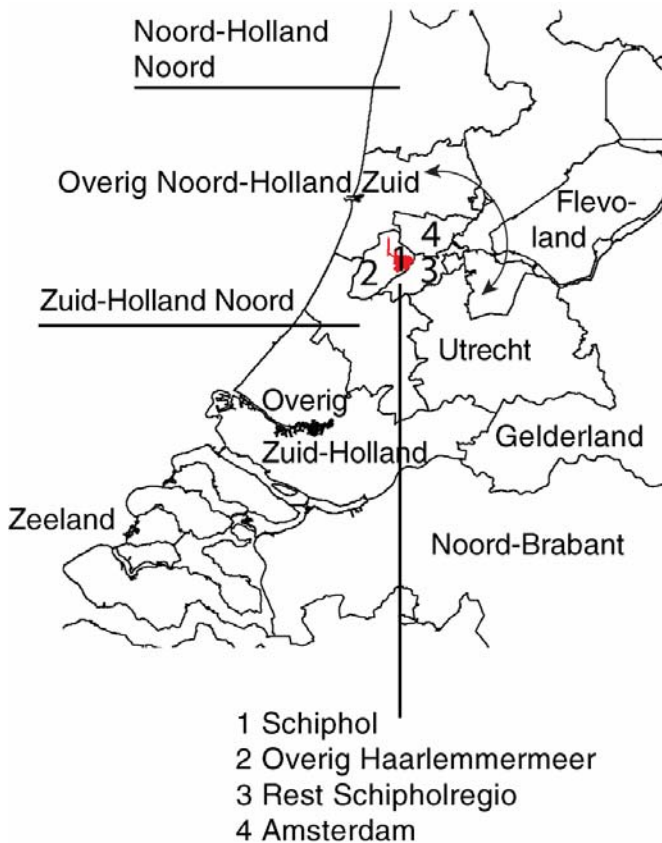 Noord-Holland
Noord
Overig Noord-Holland Zuid
Flevo-
land
4
1
2
3
Zuid-Holland Noord
Utrecht
Overig
Zuid-Holland
Gelderland
Zeeland
Noord-Brabant
1 Schiphol
2 Overig Haarlemmermeer
3 Rest Schipholregio
4 Amsterdam